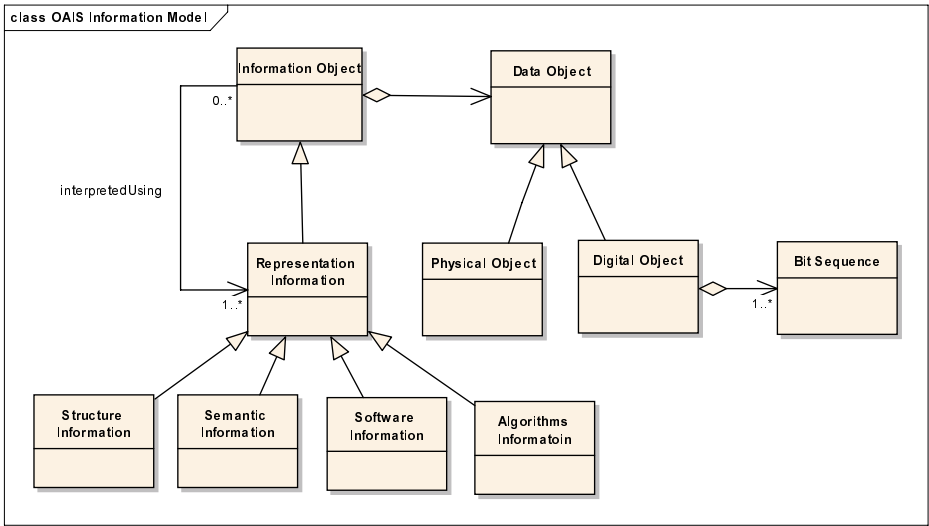 class OAIS Information Model
Information Object
Data Object
0..*
interpretedUsing
Representation
Information
Physical Object
Digital Object
Bit Sequence
1..*
1..*
Structure
Information
Semantic
Information
Software
Information
Algorithms
Informatoin